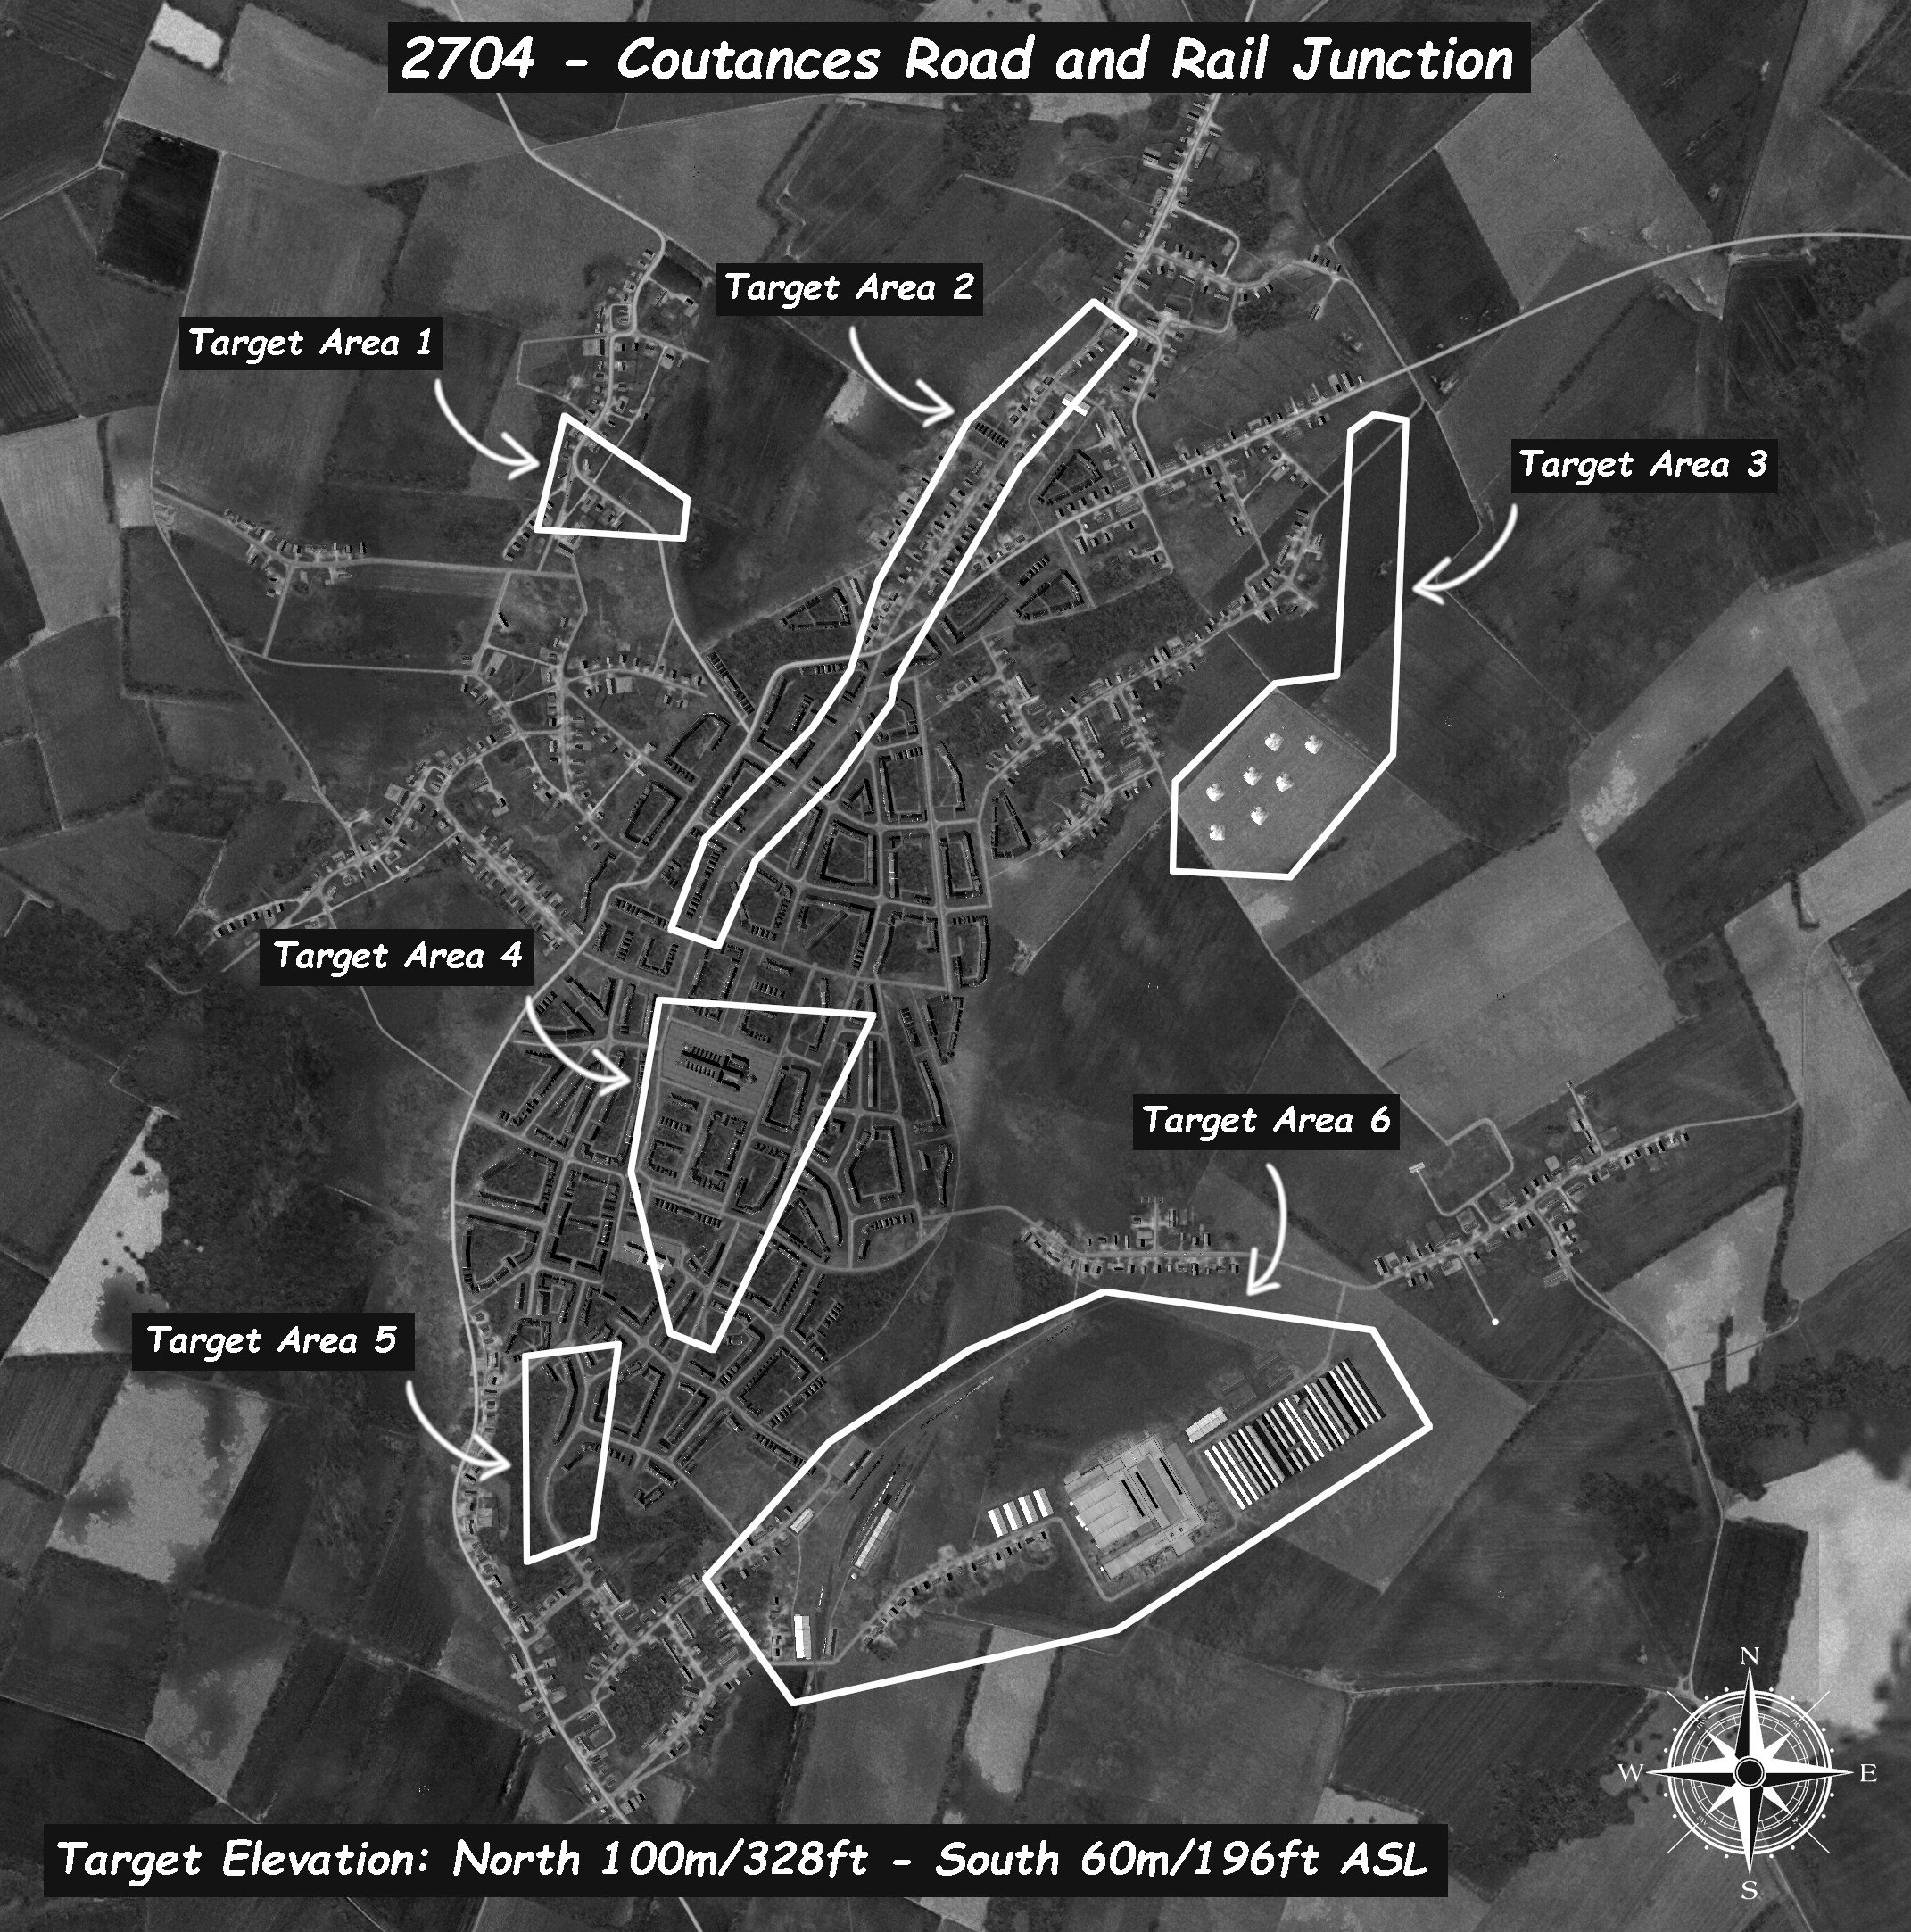 2704 - Coutances Road and Rail Junction
Target Area 2
Target Area 1
Target Area 3
Target Area 4
Target Area 6
Target Area 5
N
W E
S
Target Elevation: North 100m/328ft - South 60m/196ft ASL